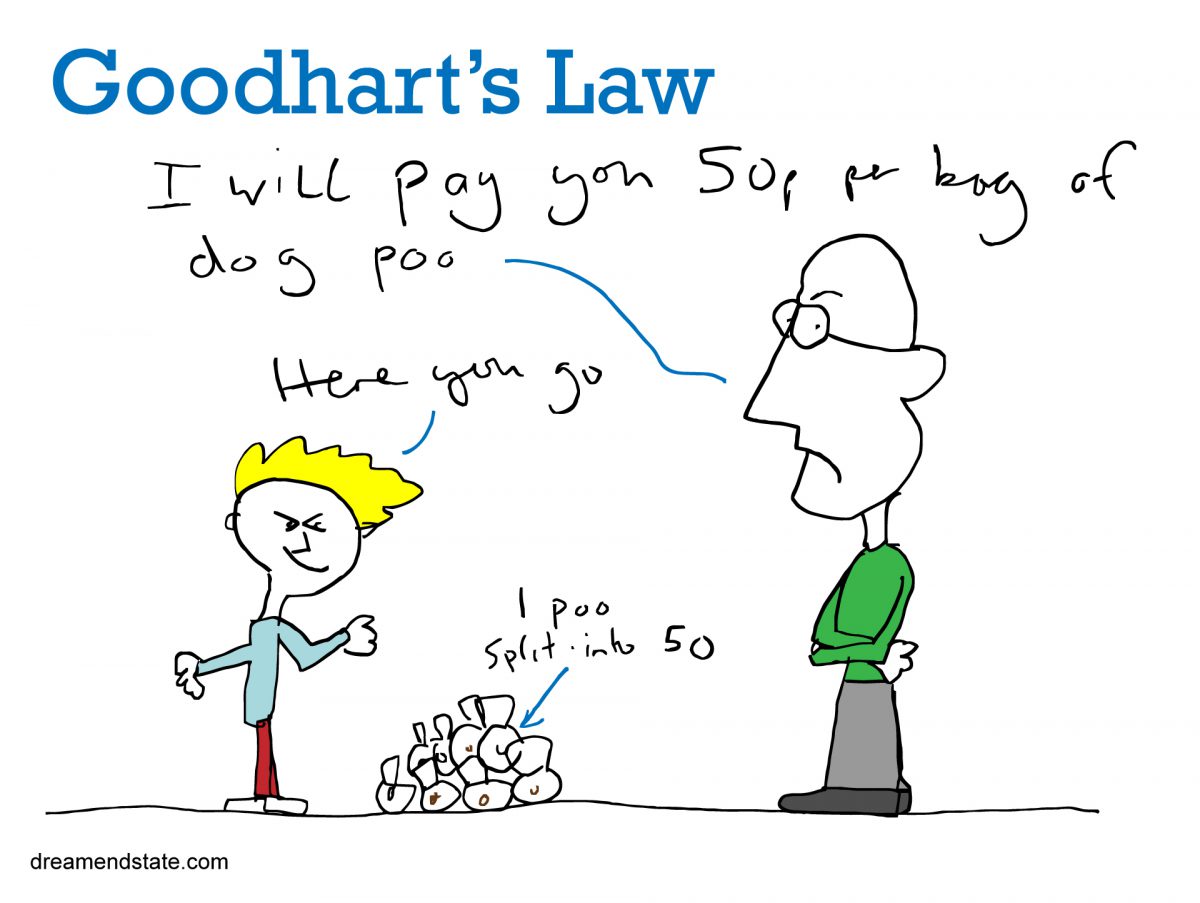 Goodhart's Law
I will pay you 50p per bag of
dog poo
Here you go
1 poo
split into 50
dreamendstate.com